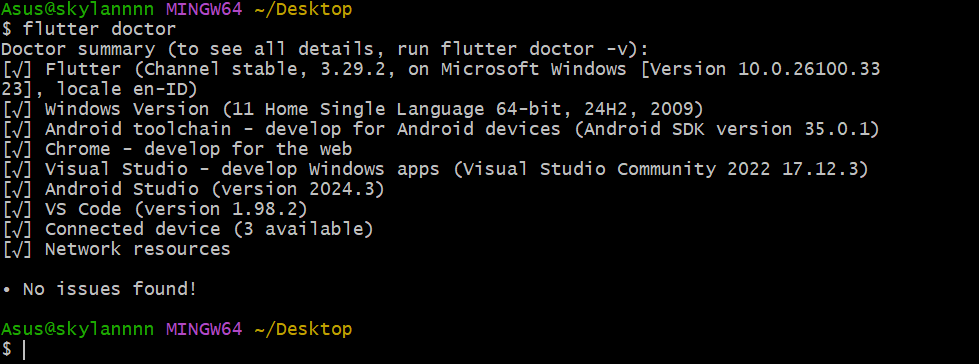 Asus@skylannnn MINGW64 ~/Desktop
$ flutter doctor
Doctor summary (to see all details, run flutter doctor -v):
[√] Flutter (Channel stable, 3.29.2, on Microsoft Windows [Version 10.0.26100.33
23], locale en-ID)
[√] Windows Version (11 Home Single Language 64-bit, 24H2, 2009)
[√] Android toolchain - develop for Android devices (Android SDK version 35.0.1)
[√] Chrome - develop for the web
[√] Visual Studio - develop Windows apps (Visual Studio Community 2022 17.12.3)
[√] Android Studio (version 2024.3)
[√] VS Code (version 1.98.2)
[√] Connected device (3 available)
[√] Network resources
• No issues found!
Asus@skylannnn MINGW64 ~/Desktop
$